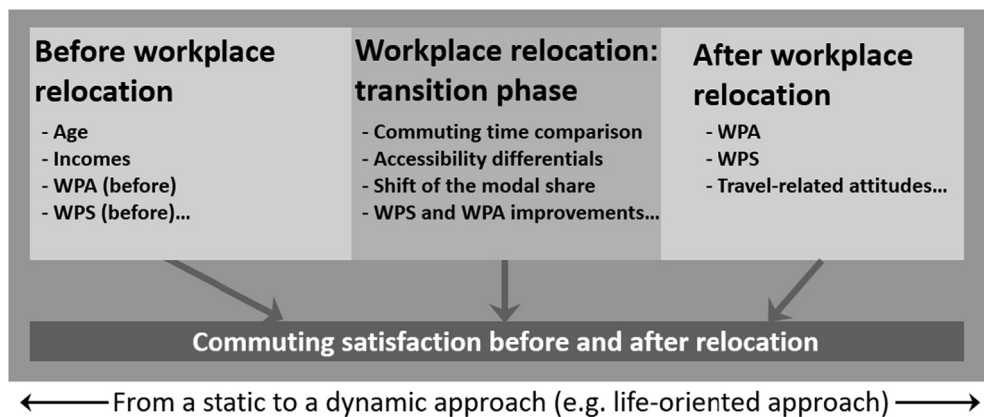 Before workplace
relocation
- Age
- Incomes
- WPA (before)
- WPS (before)...
Workplace relocation:
transition phase
- Commuting time comparison
- Accessibility differentials
- Shift of the modal share
- WPS and WPA improvements...
After workplace
relocation
- WPA
- WPS
- Travel-related attitudes...
Commuting satisfaction before and after relocation
From a static to a dynamic approach (e.g. life-oriented approach)